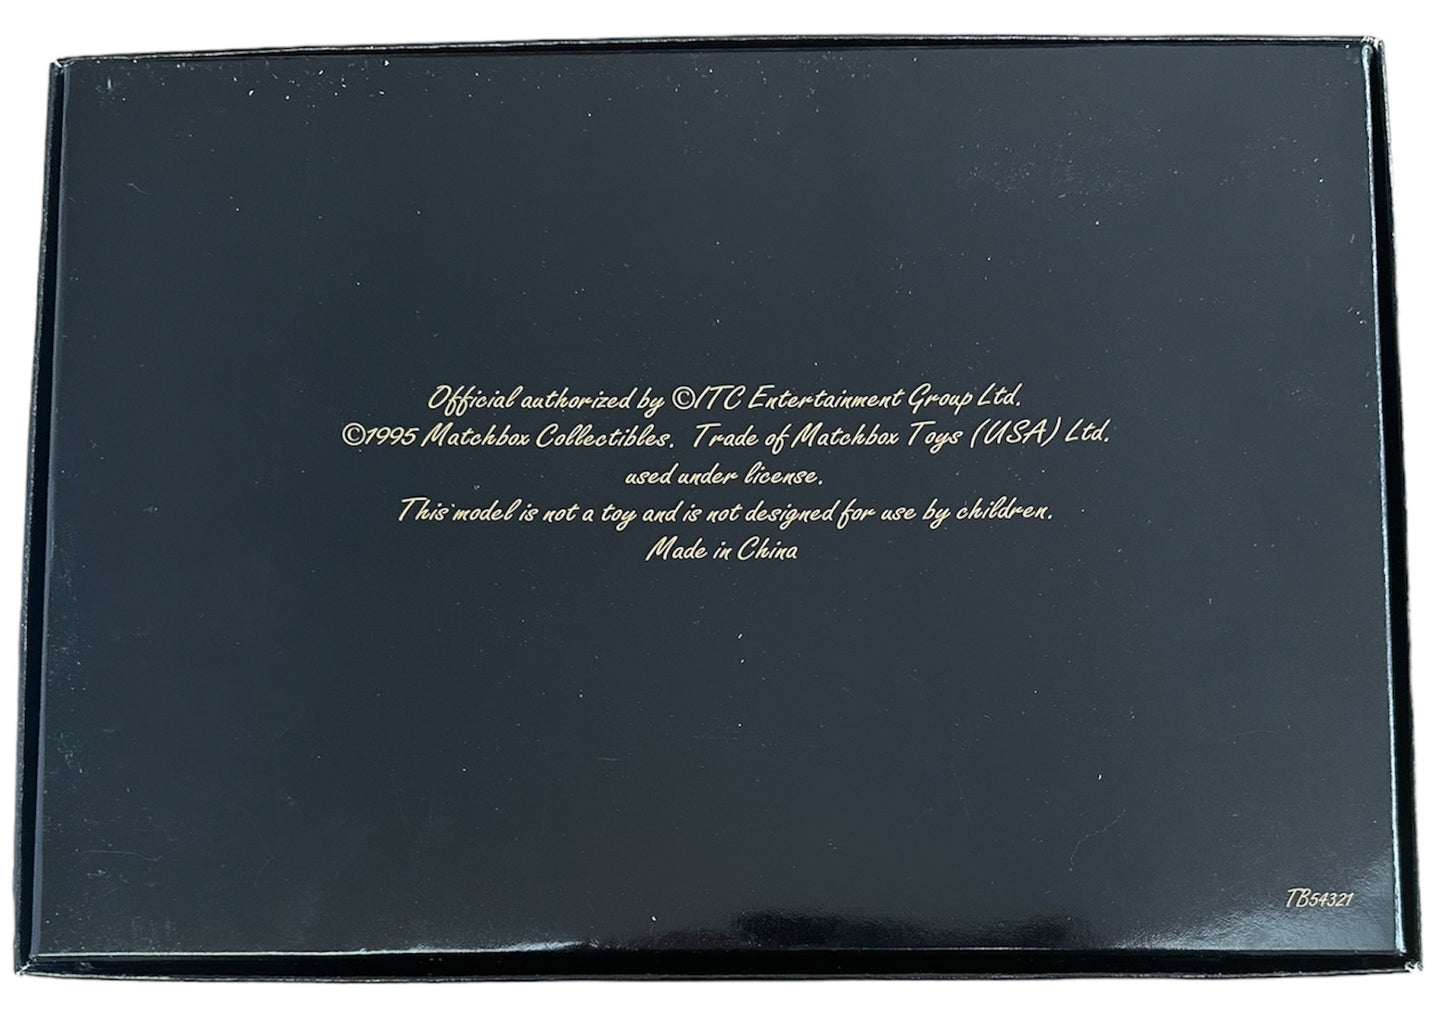 Official authorized by ©ITC Entertainment Group Ltd.
©1995 Matchbox Collectibles. Trade of Matchbox Toys (USA) Ltd.
used under license.
This model is not a toy and is not designed for use by children.
Made in China
TB54321